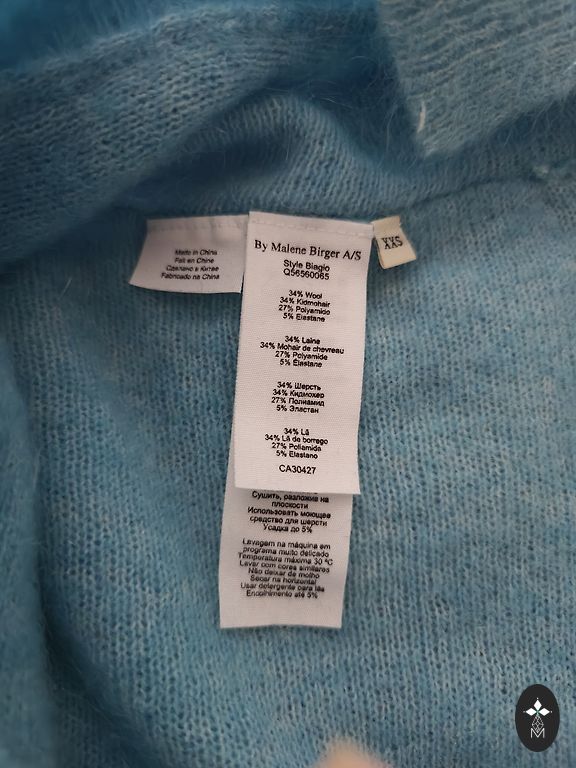 Made in China
Fait en Chine
Сделано в Китае
Fabricado na China
By Malene Birger A/S
Style Biagio
Q56560065
34% Wool
34% Kidmohair
27% Polyamide
5% Elastane
34% Laine
34% Mohair de chevreau
27% Polyamide
5% Elastane
34% Шерсть
34% Кидмохер
27% Полиамид
5% Эластан
34% Lã
34% Lã de borrego
27% Poliamida
5% Elastano
CA30427
XXS
Сушить, разложив на
плоскости
Использовать моющее
средство для шерсти
Усадка до 5%
Lavagem na máquina em
programa muito delicado
Temperatura máxima 30 ºC
Lavar com cores similares
Não deixar de molho
Secar na horizontal
Usar detergente para lãs
Encolhimento até 5%
M